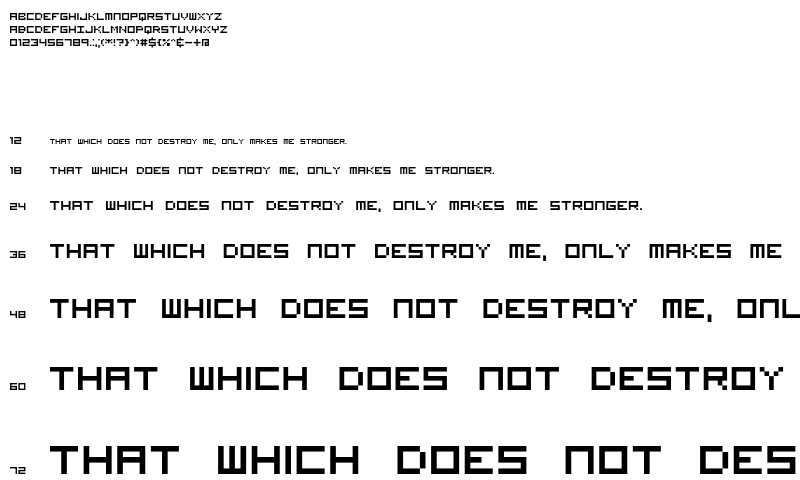 ABCDEFGHIJKLMNOPQRSTUVWXYZ
ABCDEFGHIJKLMNOPQRSTUVWXYZ
0123456789.:,;(*!?}^)#${%^&-+@
12 THAT WHICH DOES NOT DESTROY ME, ONLY MAKES ME STRONGER.
18 THAT WHICH DOES NOT DESTROY ME, ONLY MAKES ME STRONGER.
24 THAT WHICH DOES NOT DESTROY ME, ONLY MAKES ME STRONGER.
36 THAT WHICH DOES NOT DESTROY ME, ONLY MAKES ME
48 THAT WHICH DOES NOT DESTROY ME, ONL
60 THAT WHICH DOES NOT DESTROY
72 THAT WHICH DOES NOT DES